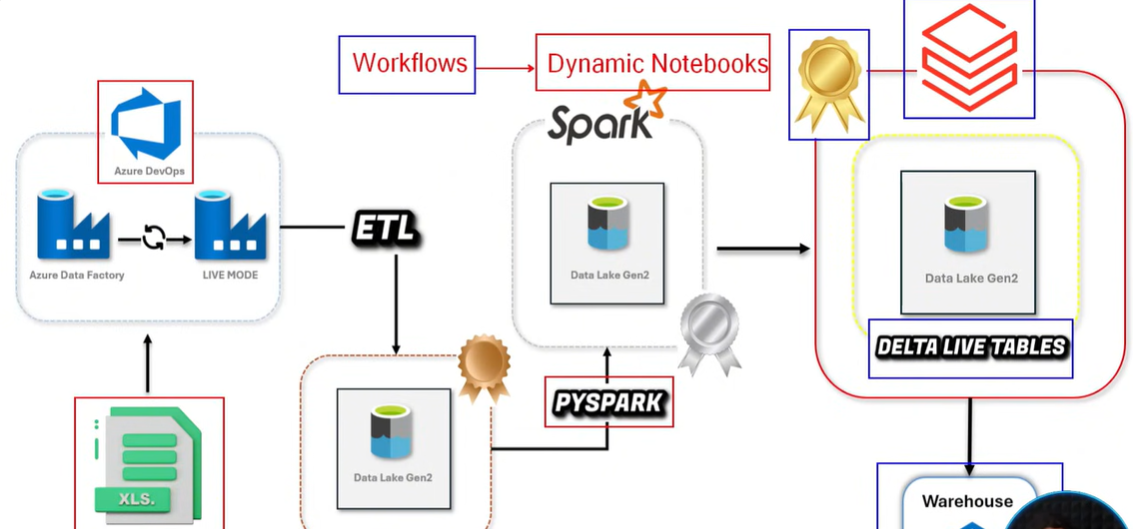 Workflows
Dynamic Notebooks
Spark
Azure DevOps
Azure Data Factory
LIVE MODE
ETL
Data Lake Gen2
Data Lake Gen2
DELTA LIVE TABLES
PYSPARK
Data Lake Gen2
XLS.
Warehouse